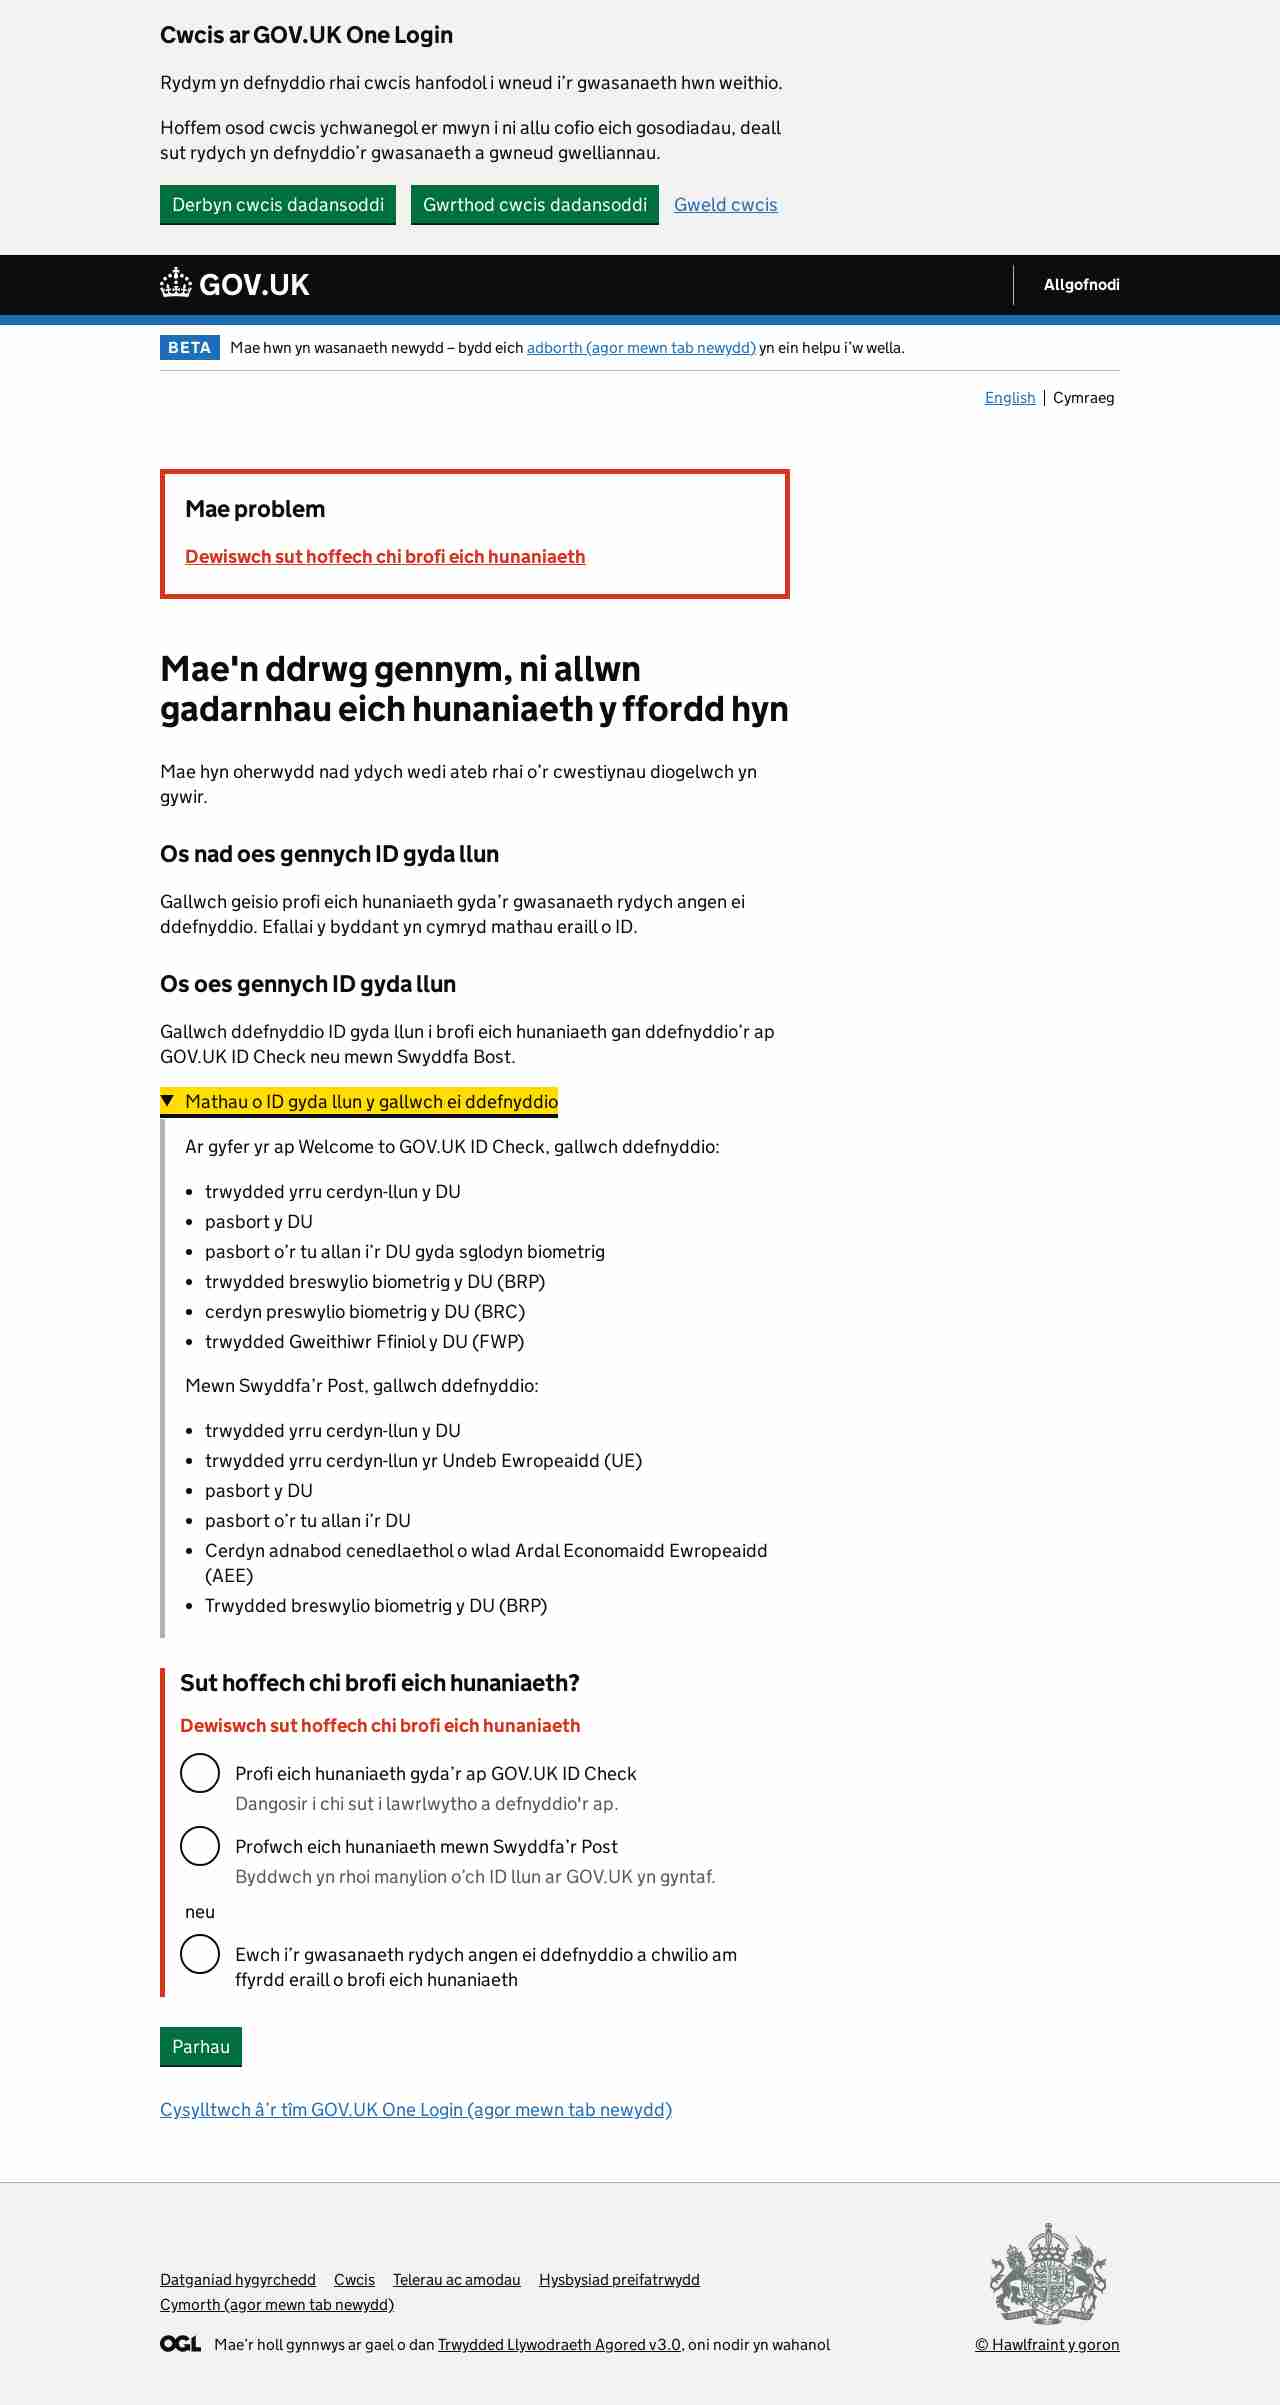 Cwcis ar GOV.UK One Login
Rydym yn defnyddio rhai cwcis hanfodol i wneud i’r gwasanaeth hwn weithio.
Hoffem osod cwcis ychwanegol er mwyn i ni allu cofio eich gosodiadau, deall
sut rydych yn defnyddio’r gwasanaeth a gwneud gwelliannau.
Derbyn cwcis dadansoddi Gwrthod cwcis dadansoddi Gweld cwcis
GOV.UK Allgofnodi
BETA Mae hwn yn wasanaeth newydd – bydd eich adborth (agor mewn tab newydd) yn ein helpu i’w wella.
English Cymraeg
Mae problem
Dewiswch sut hoffech chi brofi eich hunaniaeth
Mae'n ddrwg gennym, ni allwn
gadarnhau eich hunaniaeth y ffordd hyn
Mae hyn oherwydd nad ydych wedi ateb rhai o’r cwestiynau diogelwch yn
gywir.
Os nad oes gennych ID gyda llun
Gallwch geisio profi eich hunaniaeth gyda’r gwasanaeth rydych angen ei
ddefnyddio. Efallai y byddant yn cymryd mathau eraill o ID.
Os oes gennych ID gyda llun
Gallwch ddefnyddio ID gyda llun i brofi eich hunaniaeth gan ddefnyddio’r ap
GOV.UK ID Check neu mewn Swyddfa Bost.
Mathau o ID gyda llun y gallwch ei ddefnyddio
Ar gyfer yr ap Welcome to GOV.UK ID Check, gallwch ddefnyddio:
• trwydded yrru cerdyn-llun y DU
• pasbort y DU
• pasbort o’r tu allan i’r DU gyda sglodyn biometrig
• trwydded breswylio biometrig y DU (BRP)
• cerdyn preswylio biometrig y DU (BRC)
• trwydded Gweithiwr Ffiniol y DU (FWP)
Mewn Swyddfa’r Post, gallwch ddefnyddio:
• trwydded yrru cerdyn-llun y DU
• trwydded yrru cerdyn-llun yr Undeb Ewropeaidd (UE)
• pasbort y DU
• pasbort o’r tu allan i’r DU
• Cerdyn adnabod cenedlaethol o wlad Ardal Economaidd Ewropeaidd
(AEE)
• Trwydded breswylio biometrig y DU (BRP)
Sut hoffech chi brofi eich hunaniaeth?
Dewiswch sut hoffech chi brofi eich hunaniaeth
Profi eich hunaniaeth gyda’r ap GOV.UK ID Check
Dangosir i chi sut i lawrlwytho a defnyddio'r ap.
Profwch eich hunaniaeth mewn Swyddfa’r Post
Byddwch yn rhoi manylion o’ch ID llun ar GOV.UK yn gyntaf.
neu
Ewch i’r gwasanaeth rydych angen ei ddefnyddio a chwilio am
ffyrdd eraill o brofi eich hunaniaeth
Parhau
Cysylltwch â’r tîm GOV.UK One Login (agor mewn tab newydd)
Datganiad hygyrchedd Cwcis Telerau ac amodau Hysbysiad preifatrwydd
Cymorth (agor mewn tab newydd)
OGL Mae’r holl gynnwys ar gael o dan Trwydded Llywodraeth Agored v3.0, oni nodir yn wahanol
© Hawlfraint y goron